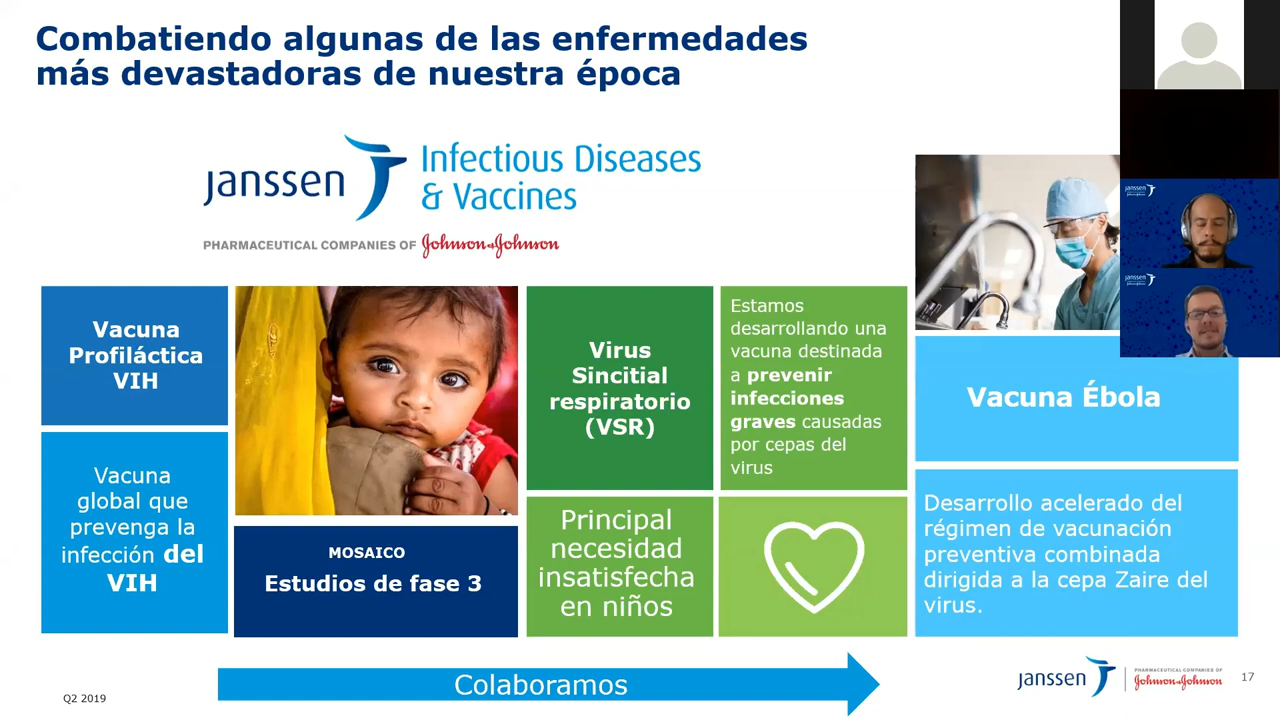 Combatiendo algunas de las enfermedades
más devastadoras de nuestra época
janssen
Infectious Diseases
& Vaccines
PHARMACEUTICAL COMPANIES OF Johnson & Johnson
Vacuna
Profiláctica
VIH
Vacuna
global que
prevenga la
infección del
VIH
MOSAICO
Estudios de fase 3
Virus
Sincitial
respiratorio
(VSR)
Principal
necesidad
insatisfecha
en niños
Estamos
desarrollando una
vacuna destinada
a prevenir
infecciones
graves causadas
por cepas del
virus
Vacuna Ébola
Desarrollo acelerado del
régimen de vacunación
preventiva combinada
dirigida a la cepa Zaire del
virus.
janssen
janssen
Colaboramos
Q2 2019
janssen
PHARMACEUTICAL COMPANIES OF
Johnson & Johnson
17